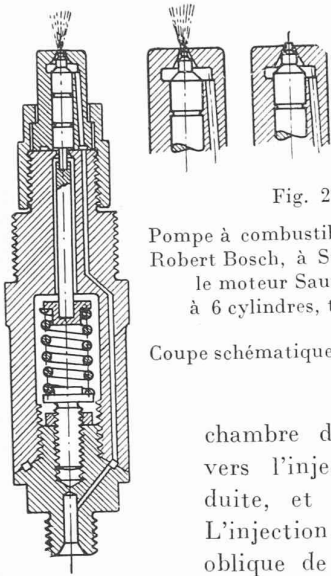 Fig. 2
Pompe à combustible
Robert Bosch, à S
le moteur Sau
à 6 cylindres, t
Coupe schématique
chambre d
vers l'inje
duite, et
L'injection
oblique de